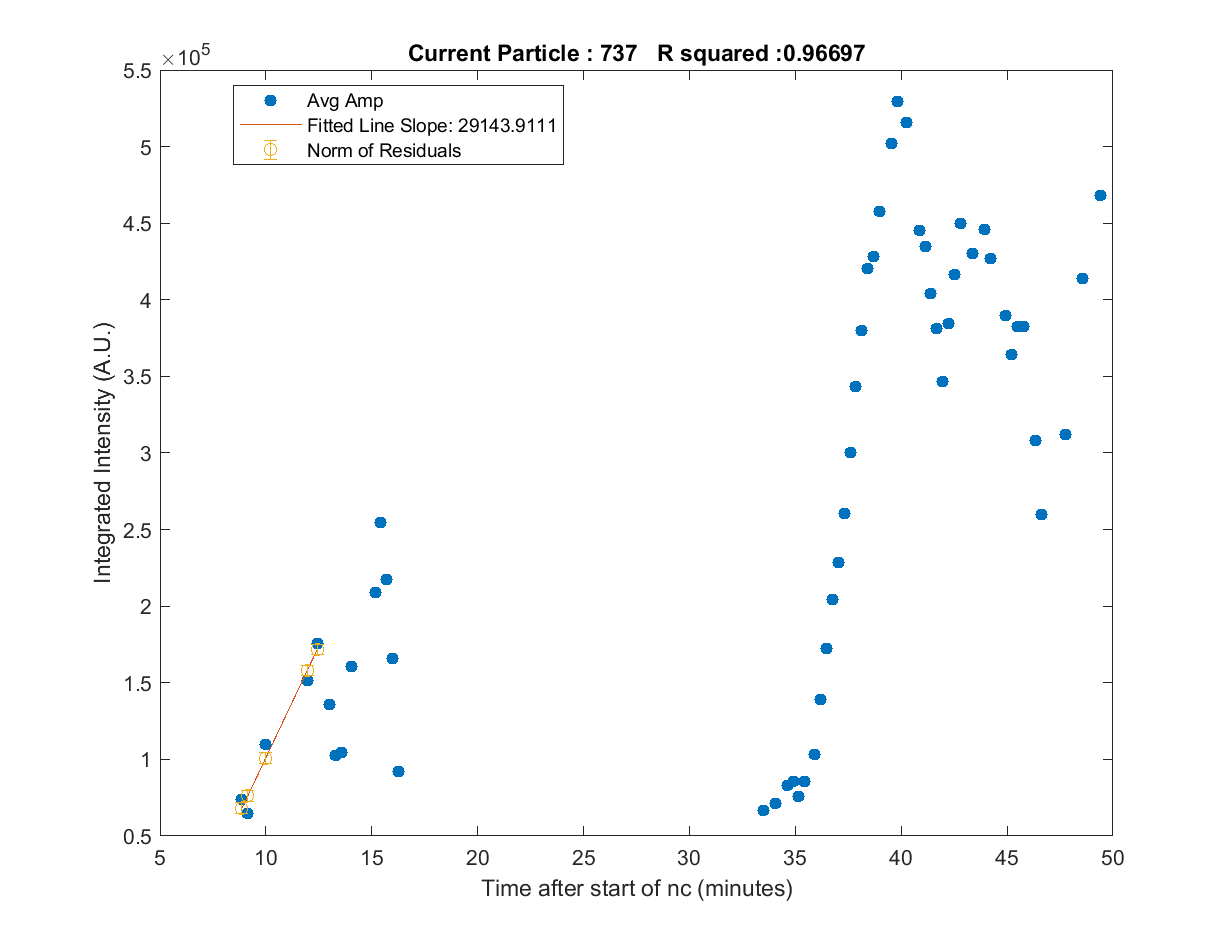 Current Particle : 737 R squared :0.96697
×10^5
5.5
5
4.5
4
3.5
3
2.5
2
1.5
1
0.5
Integrated Intensity (A.U.)
Avg Amp
Fitted Line Slope: 29143.9111
Norm of Residuals
5 10 15 20 25 30 35 40 45 50
Time after start of nc (minutes)